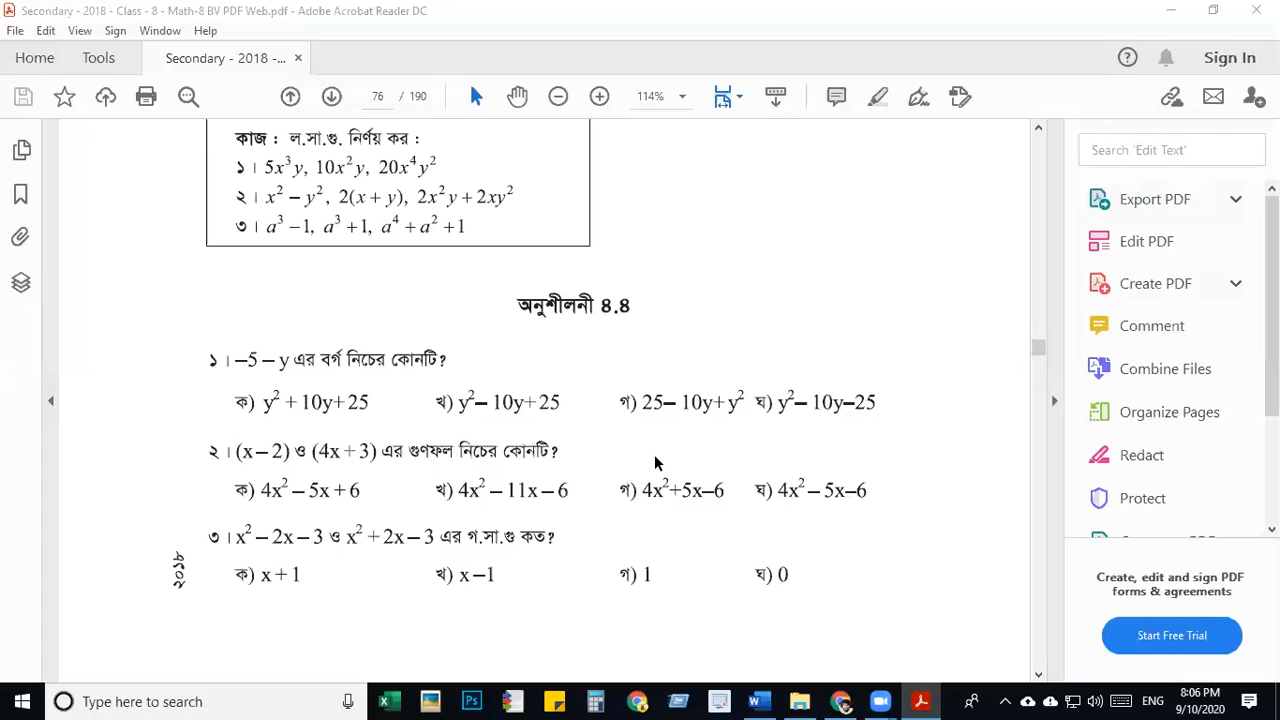 Secondary - 2018 - Class - 8 - Math-8 BV PDF Web.pdf - Adobe Acrobat Reader DC
File Edit View Sign Window Help
Home Tools Secondary - 2018 -... × Sign In
76 / 190 114%
Search 'Edit Text'
Export PDF
Edit PDF
Create PDF
Comment
Combine Files
Organize Pages
Redact
Protect
Create, edit and sign PDF
forms & agreements
Start Free Trial
কাজ : ল.সা.গু. নির্ণয় কর :
১। 5x³y, 10x²y, 20x⁴y²
২। x² – y², 2(x + y), 2x²y + 2xy²
৩। a³ –1, a³ +1, a⁴ + a² +1
অনুশীলনী ৪.৪
১। –5 – y এর বর্গ নিচের কোনটি?
ক) y² + 10y+25 খ) y²– 10y+25 গ) 25– 10y+y² ঘ) y²– 10y–25
২। (x – 2) ও (4x + 3) এর গুণফল নিচের কোনটি?
ক) 4x² – 5x + 6 খ) 4x² – 11x – 6 গ) 4x²+5x–6 ঘ) 4x² – 5x–6
৩। x² – 2x – 3 ও x² + 2x – 3 এর গ.সা.গু কত?
ক) x + 1 খ) x –1 গ) 1 ঘ) 0
২০১৮
Type here to search
ENG 8:06 PM
9/10/2020